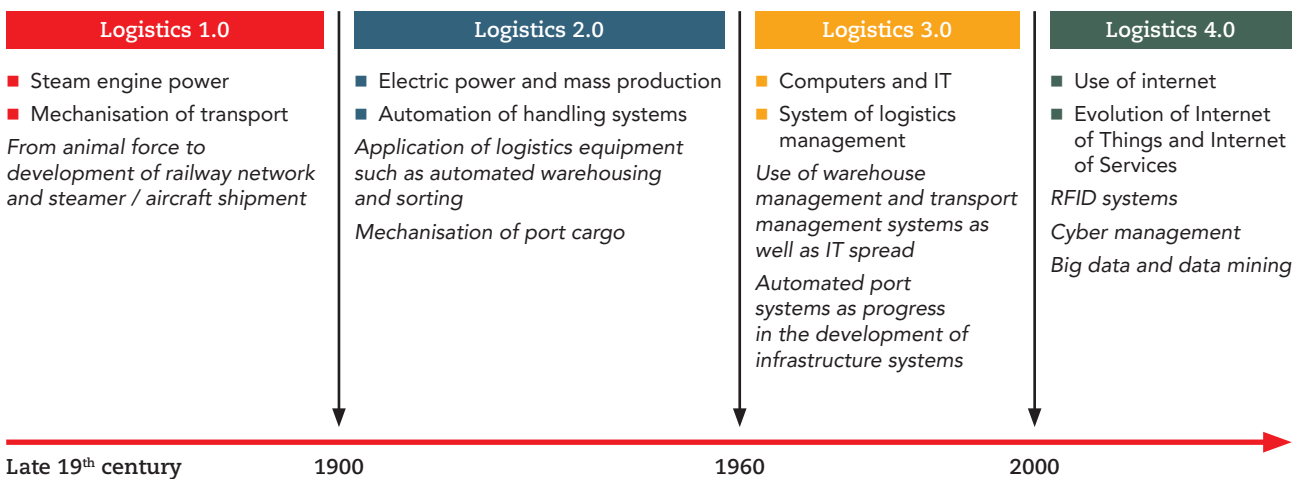 Logistics 1.0
Steam engine power
Mechanisation of transport
From animal force to
development of railway network
and steamer / aircraft shipment
Logistics 2.0
Electric power and mass production
Automation of handling systems
Application of logistics equipment
such as automated warehousing
and sorting
Mechanisation of port cargo
Logistics 3.0
Computers and IT
System of logistics
management
Use of warehouse
management and transport
management systems as
well as IT spread
Automated port
systems as progress
in the development of
infrastructure systems
Logistics 4.0
Use of internet
Evolution of Internet
of Things and Internet
of Services
RFID systems
Cyber management
Big data and data mining
Late 19th century
1900
1960
2000